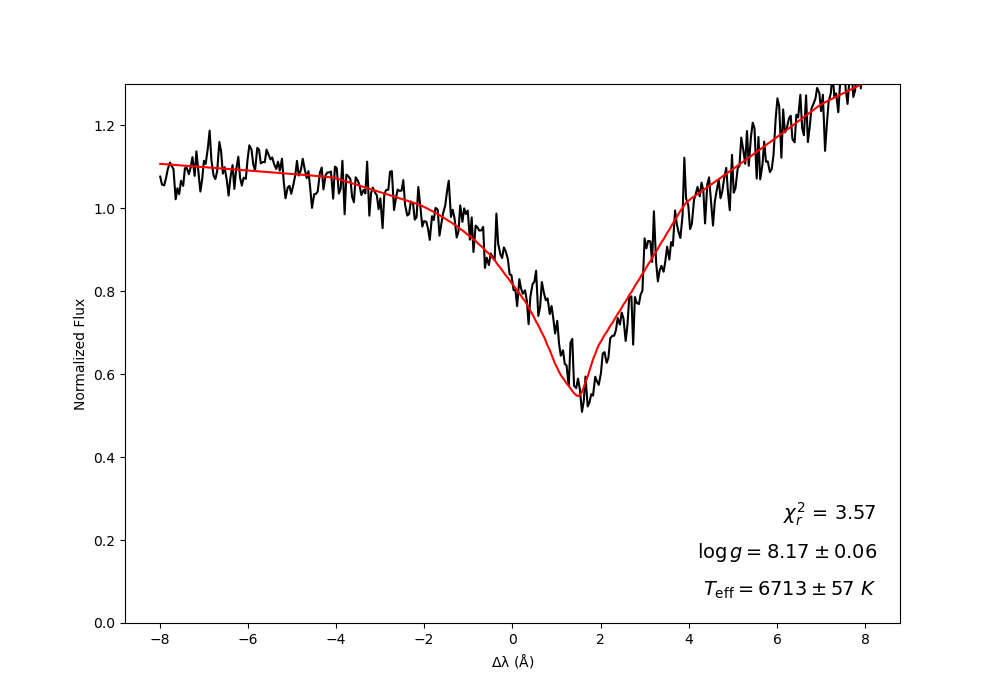 1.2
1.0
0.8
0.6
0.4
0.2
0.0
Normalized Flux
χ²ᵣ = 3.57
log g = 8.17 ± 0.06
T_eff = 6713 ± 57 K
−8 −6 −4 −2 0 2 4 6 8
Δλ (Å)